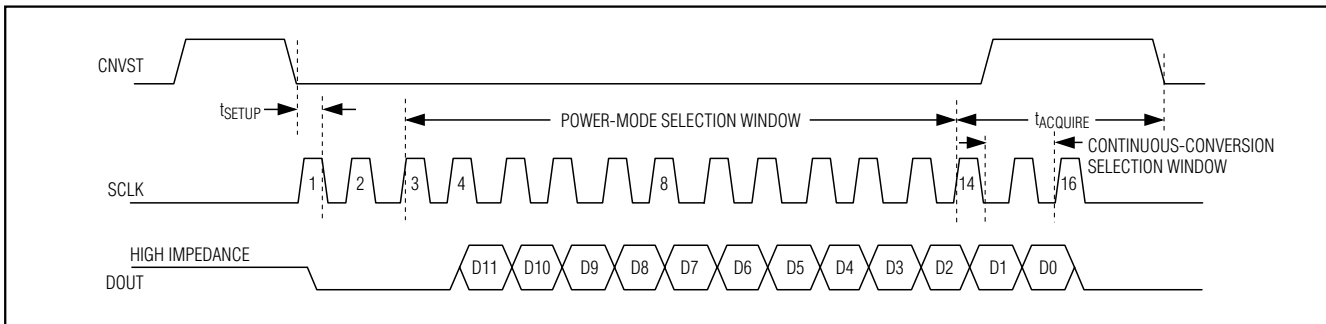 CNVST
tSETUP
POWER-MODE SELECTION WINDOW
tACQUIRE
CONTINUOUS-CONVERSION
SELECTION WINDOW
SCLK
1 2 3 4 8 14 16
HIGH IMPEDANCE
DOUT
D11 D10 D9 D8 D7 D6 D5 D4 D3 D2 D1 D0